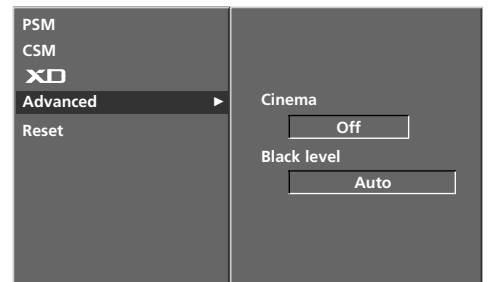 PSM
CSM
XD
Advanced ►
Reset
Cinema
Off
Black level
Auto